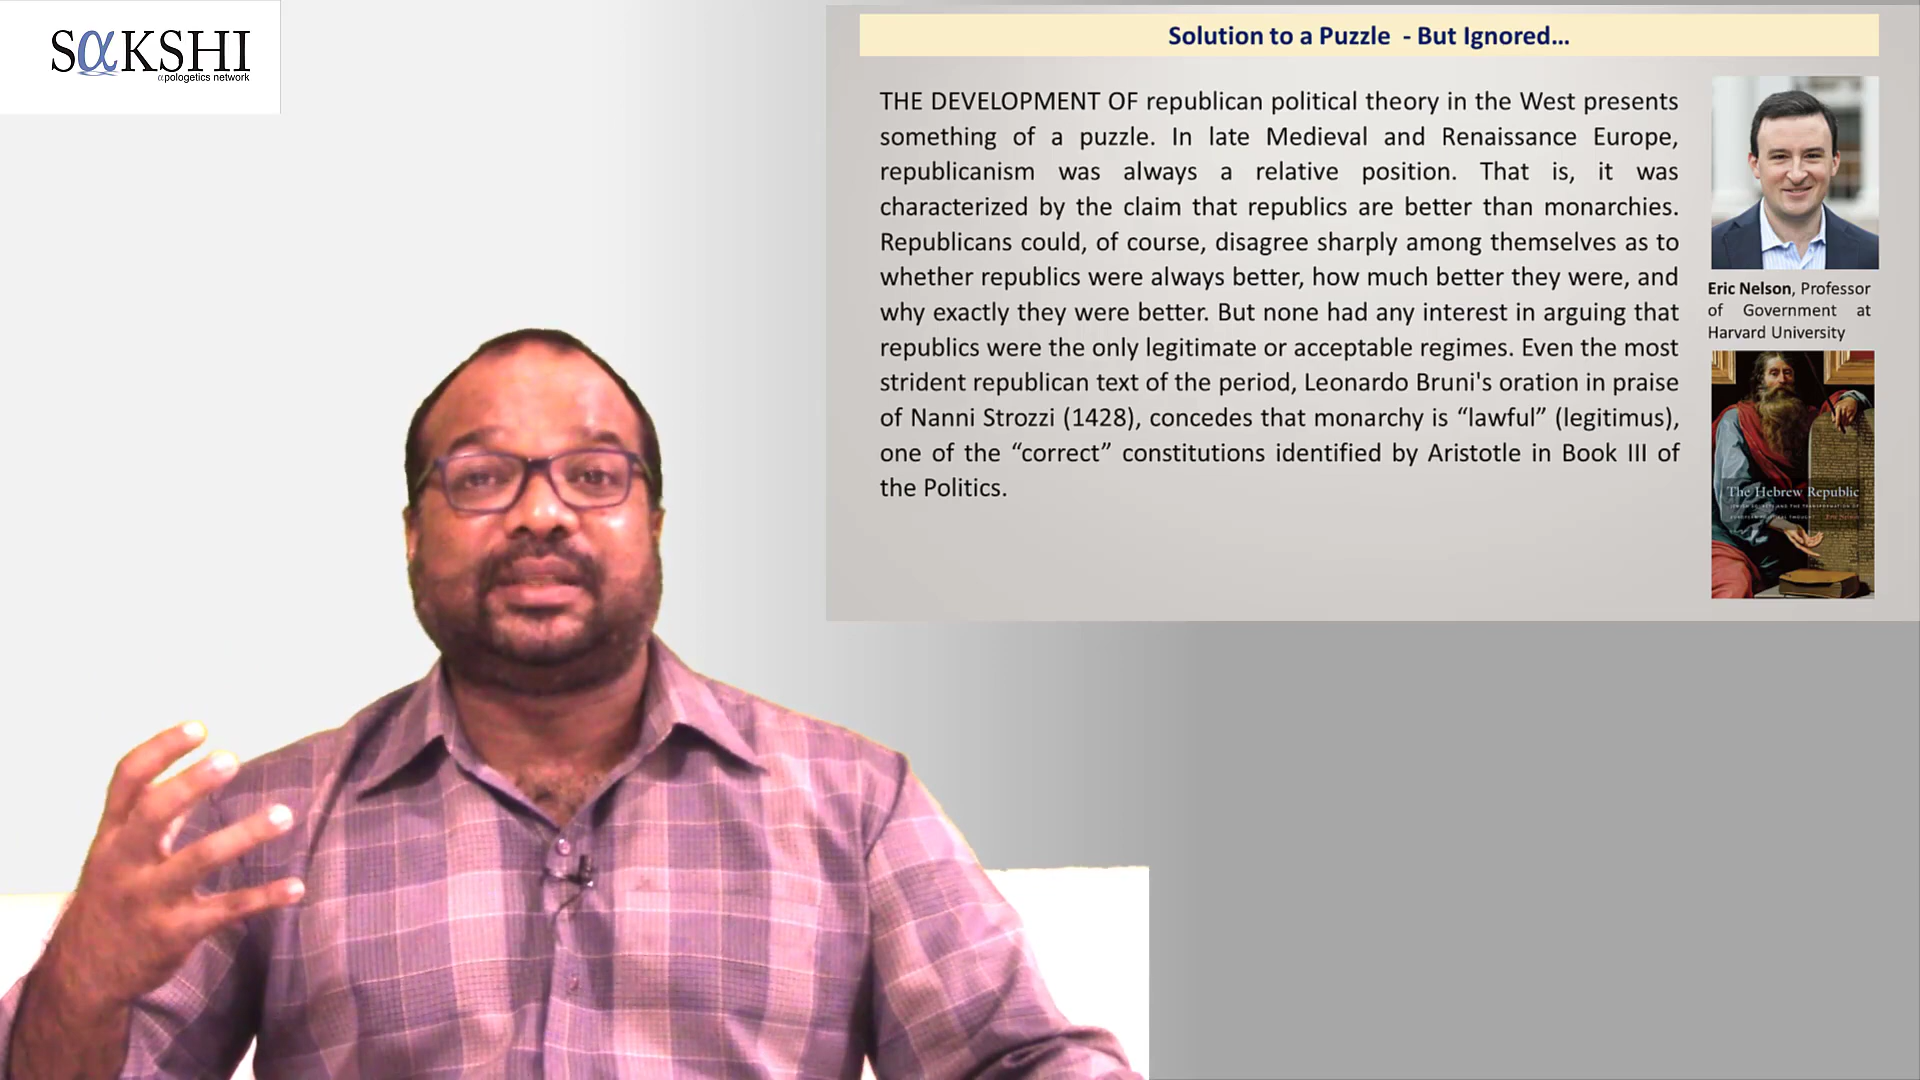 SαKSHI
αpologetics network
Solution to a Puzzle - But Ignored...
THE DEVELOPMENT OF republican political theory in the West presents
something of a puzzle. In late Medieval and Renaissance Europe,
republicanism was always a relative position. That is, it was
characterized by the claim that republics are better than monarchies.
Republicans could, of course, disagree sharply among themselves as to
whether republics were always better, how much better they were, and
why exactly they were better. But none had any interest in arguing that
republics were the only legitimate or acceptable regimes. Even the most
strident republican text of the period, Leonardo Bruni's oration in praise
of Nanni Strozzi (1428), concedes that monarchy is “lawful” (legitimus),
one of the “correct” constitutions identified by Aristotle in Book III of
the Politics.
Eric Nelson, Professor
of Government at
Harvard University
The Hebrew Republic